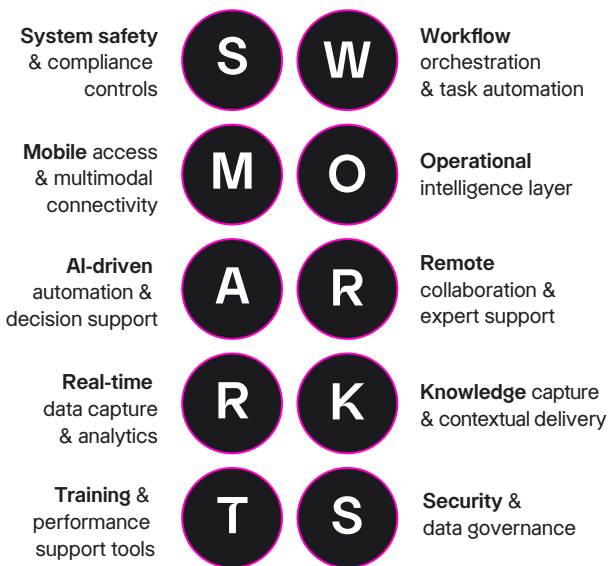 System safety
& compliance
controls
S
W
Workflow
orchestration
& task automation
Mobile access
& multimodal
connectivity
M
O
Operational
intelligence layer
AI-driven
automation &
decision support
A
R
Remote
collaboration &
expert support
Real-time
data capture
& analytics
R
K
Knowledge capture
& contextual delivery
Training &
performance
support tools
T
S
Security &
data governance